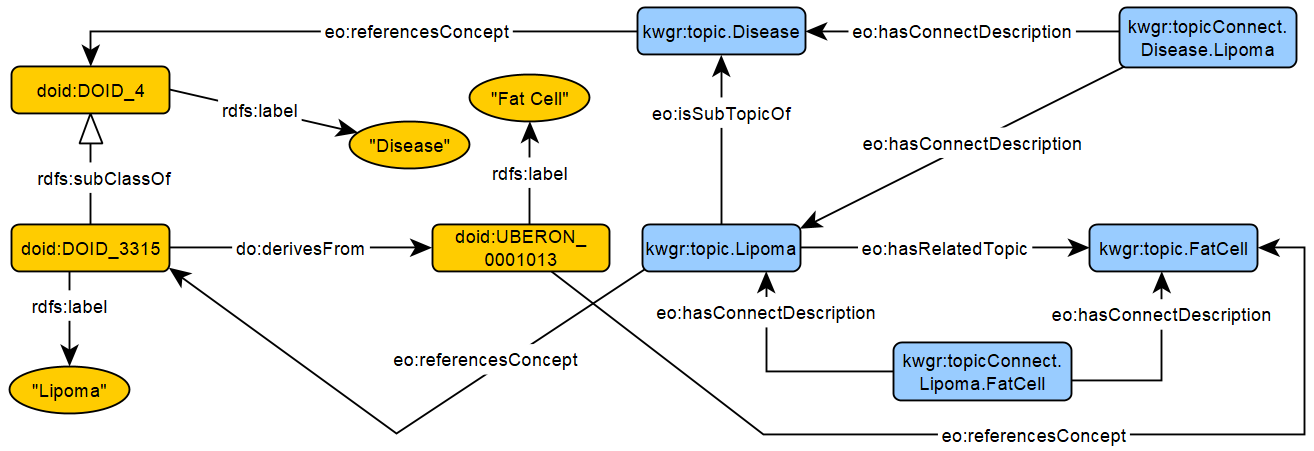 eo:referencesConcept
kwgr:topic.Disease
eo:hasConnectDescription
kwgr:topicConnect.
Disease.Lipoma
doid:DOID_4
rdfs:label
"Fat Cell"
eo:isSubTopicOf
"Disease"
eo:hasConnectDescription
rdfs:subClassOf
rdfs:label
doid:DOID_3315
do:derivesFrom
doid:UBERON_
0001013
kwgr:topic.Lipoma
eo:hasRelatedTopic
kwgr:topic.FatCell
rdfs:label
eo:hasConnectDescription
eo:hasConnectDescription
eo:referencesConcept
kwgr:topicConnect.
Lipoma.FatCell
"Lipoma"
eo:referencesConcept